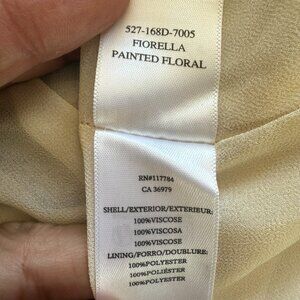 527-168D-7005
FIORELLA
PAINTED FLORAL
RN#117784
CA 36979
SHELL/EXTERIOR/EXTERIEUR:
100%VISCOSE
100%VISCOSA
100%VISCOSE
LINING/FORRO/DOUBLURE:
100%POLYESTER
100%POLIÉSTER
100%POLYESTER